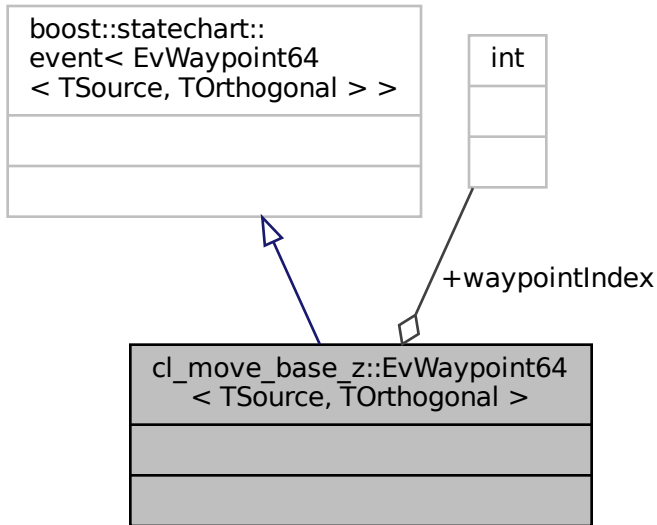 boost::statechart::
event< EvWaypoint64
< TSource, TOrthogonal > >
int
+waypointIndex
cl_move_base_z::EvWaypoint64
< TSource, TOrthogonal >